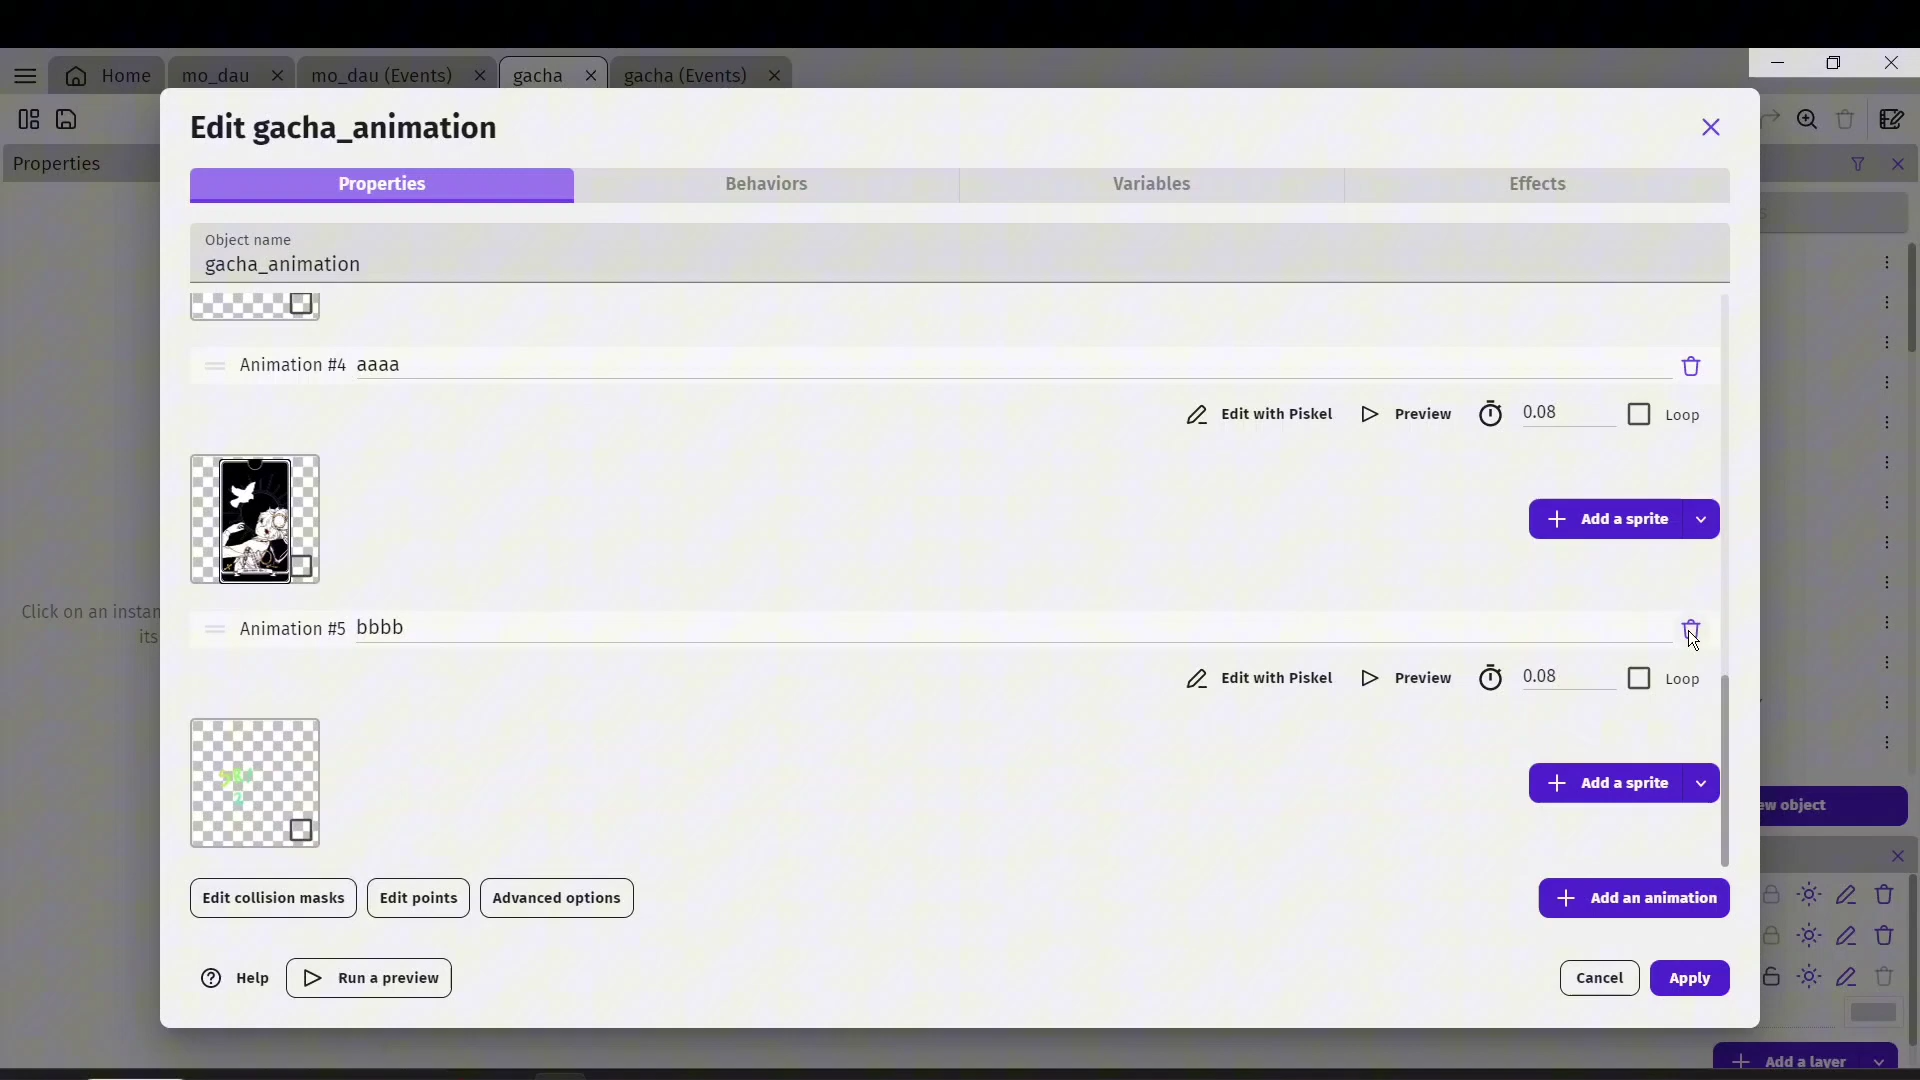 Home
mo_dau
mo_dau (Events)
gacha
gacha (Events)
Properties
Edit gacha_animation
Properties
Behaviors
Variables
Effects
Object name
gacha_animation
Animation #4 aaaa
Edit with Piskel
Preview
0.08
Loop
Add a sprite
Click on an instan
its
Animation #5 bbbb
Edit with Piskel
Preview
0.08
Loop
Add a sprite
ew object
Edit collision masks
Edit points
Advanced options
Add an animation
Help
Run a preview
Cancel
Apply
Add a layer